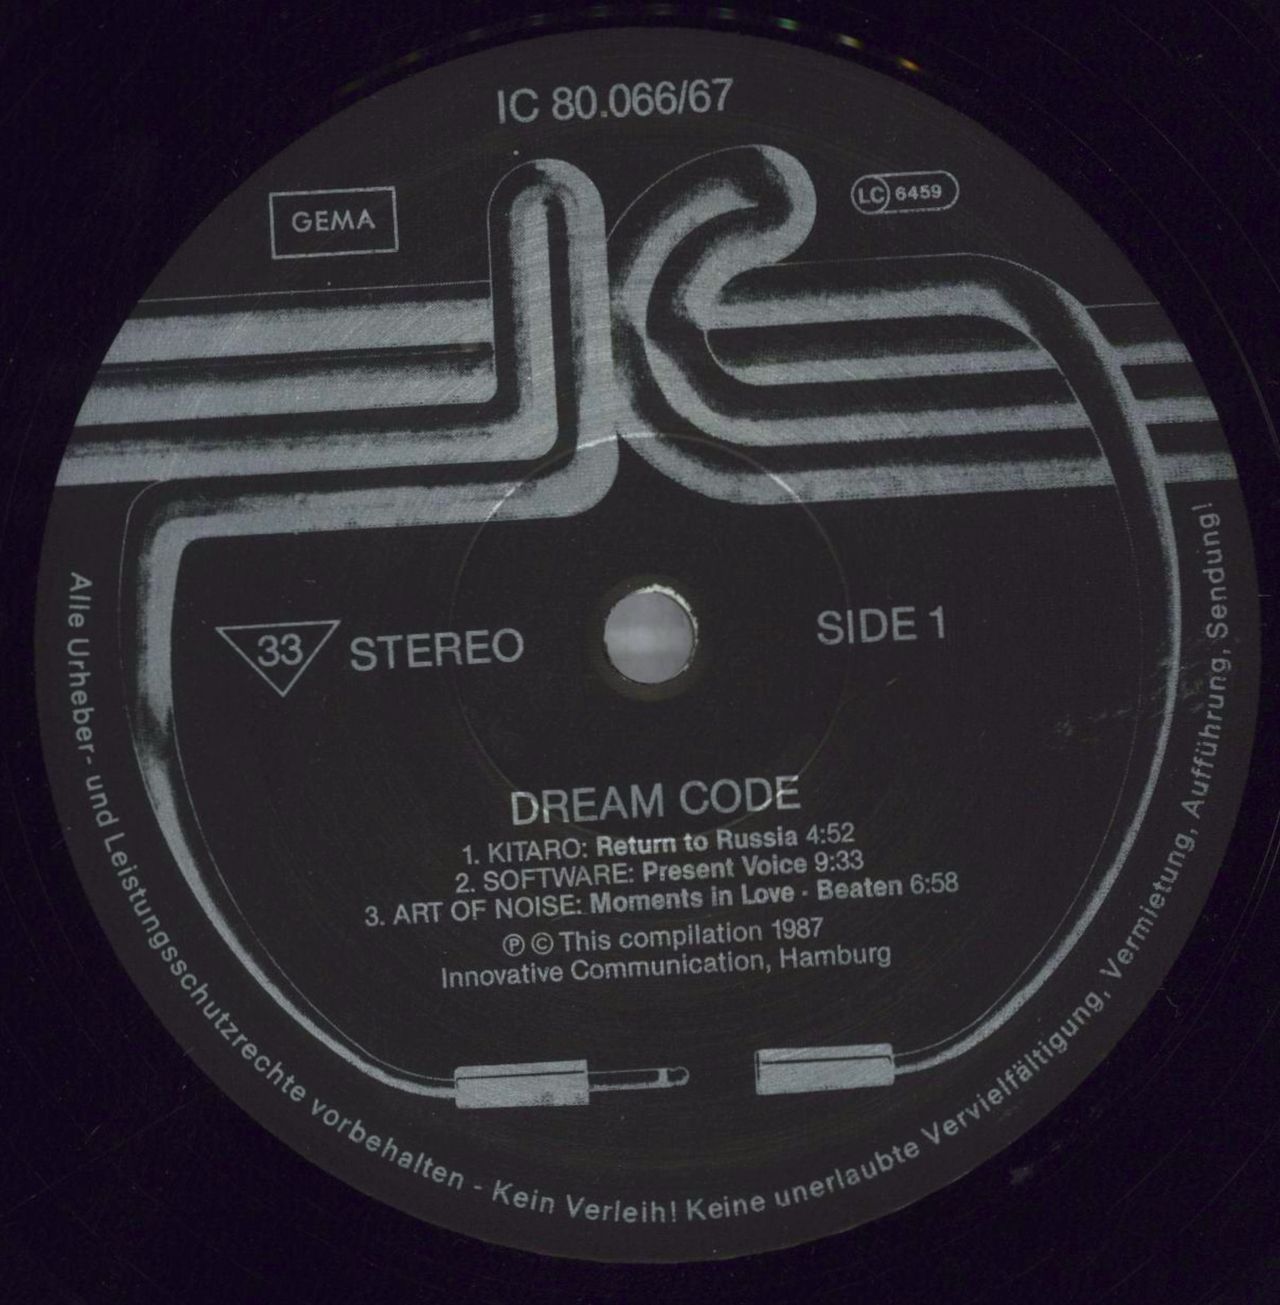 IC 80.066/67
GEMA
LC 6459
33 STEREO
SIDE 1
DREAM CODE
1. KITARO: Return to Russia 4:52
2. SOFTWARE: Present Voice 9:33
3. ART OF NOISE: Moments in Love - Beaten 6:58
Ⓟ © This compilation 1987
Innovative Communication, Hamburg
Alle Urheber- und Leistungsschutzrechte vorbehalten - Kein Verleih! Keine unerlaubte Vervielfältigung, Vermietung, Aufführung, Sendung!